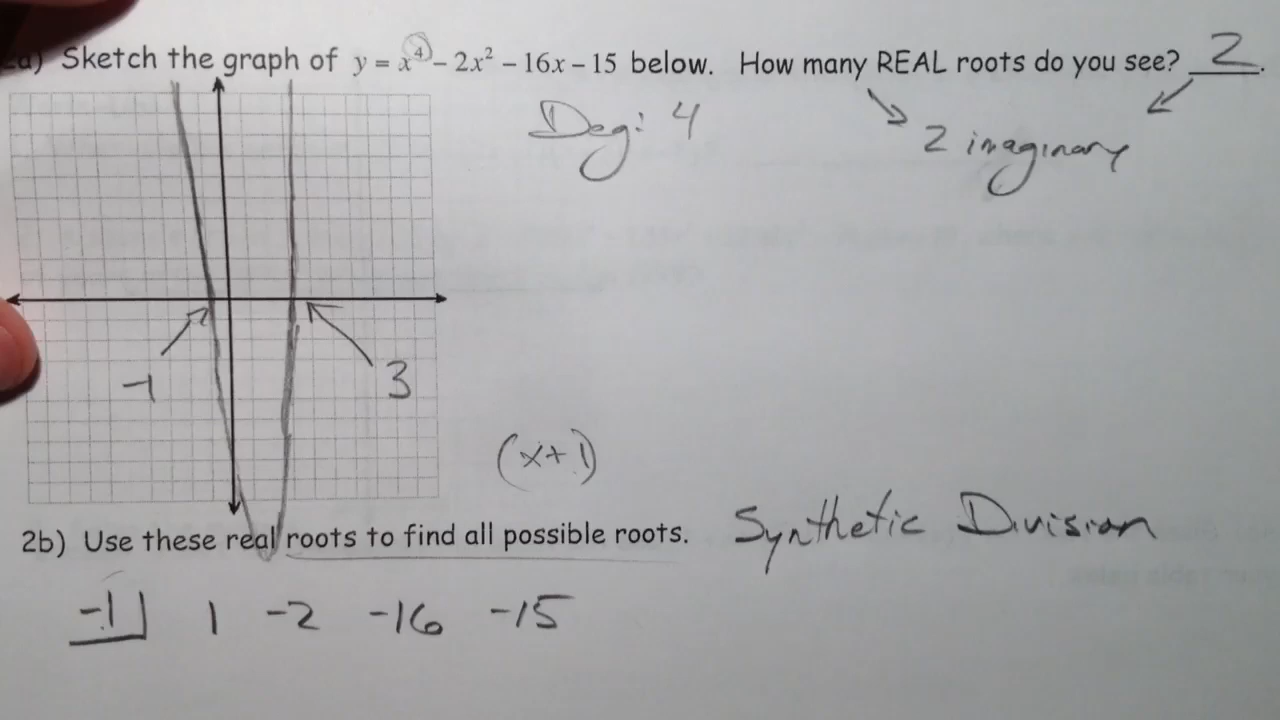 a) Sketch the graph of y = x⁴ – 2x² – 16x – 15 below. How many REAL roots do you see? 2.
Deg: 4
2 imaginary
-1
3
(x+1)
2b) Use these real roots to find all possible roots. Synthetic Division
-1 1 -2 -16 -15